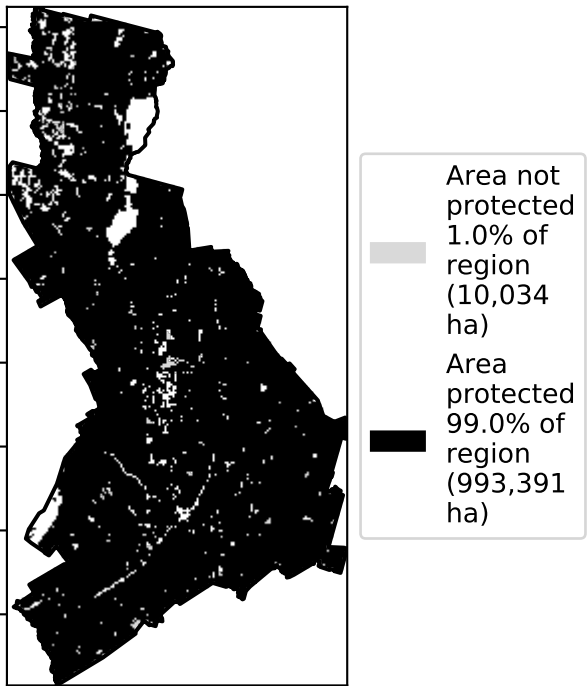 Area not
protected
1.0% of
region
(10,034
ha)
Area
protected
99.0% of
region
(993,391
ha)